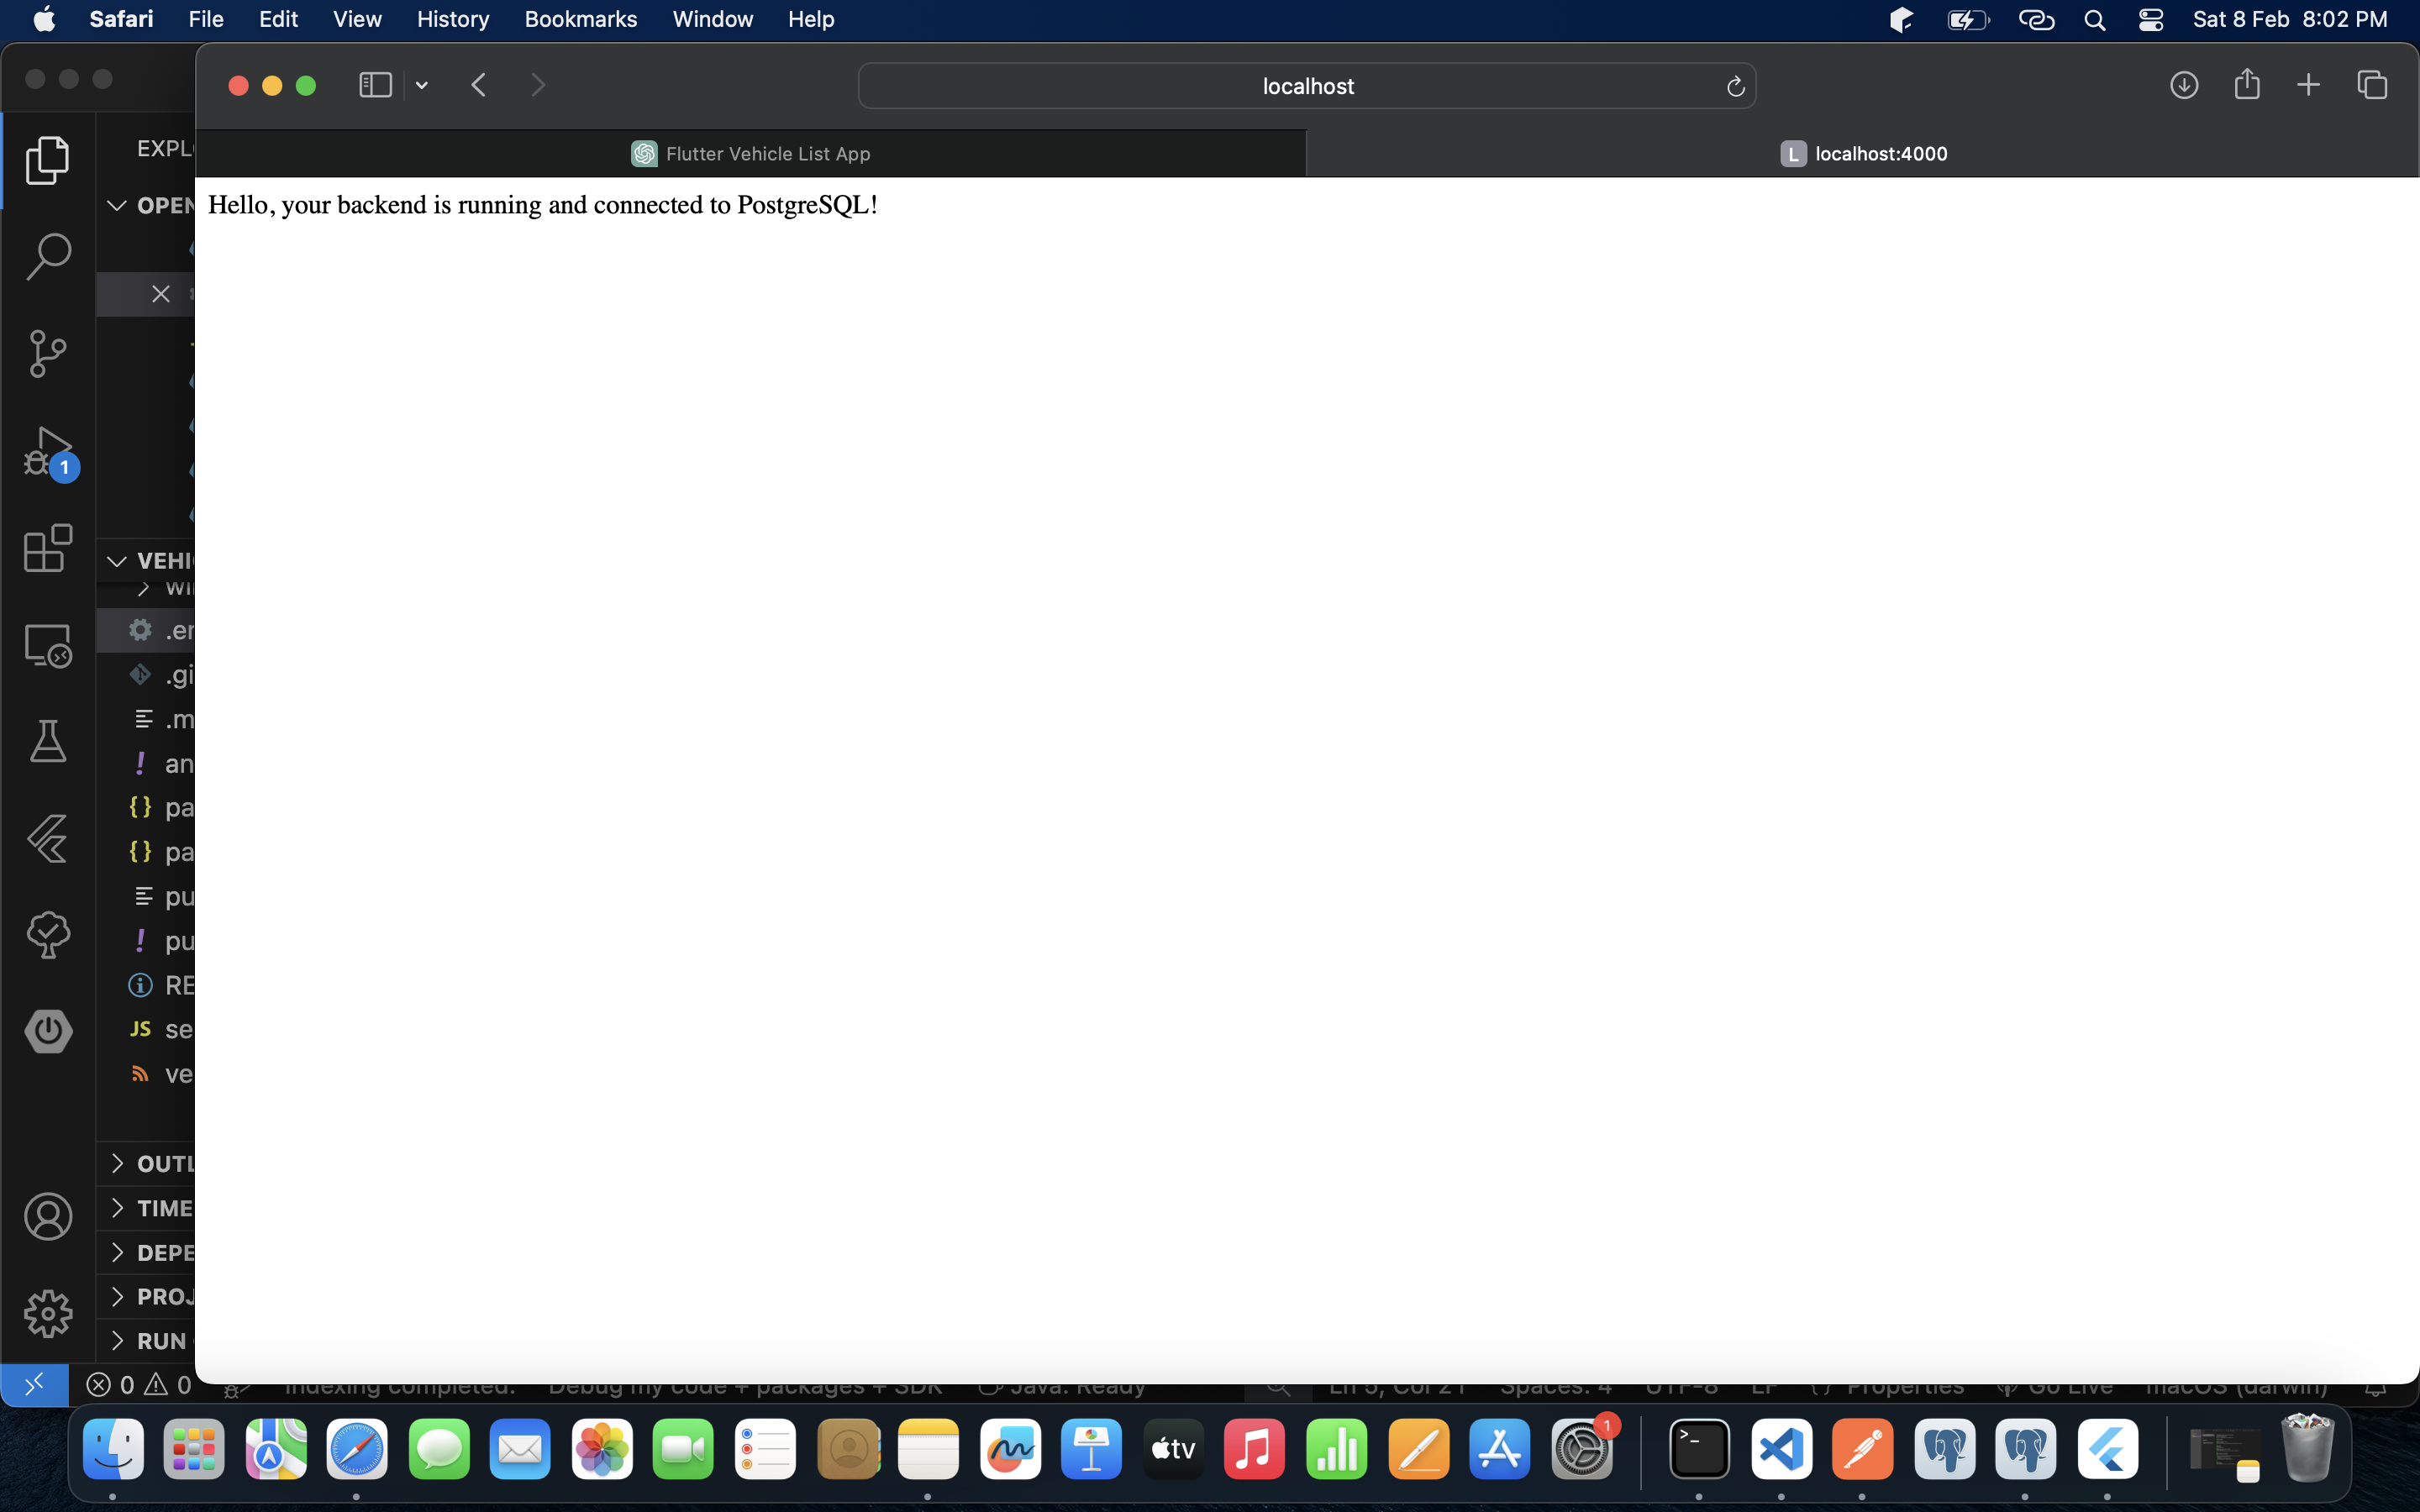 Safari File Edit View History Bookmarks Window Help Sat 8 Feb 8:02 PM
localhost
Flutter Vehicle List App
L localhost:4000
Hello, your backend is running and connected to PostgreSQL!
EXPL
OPEN
1
VEHI
.er
.gi
.m
! an
{} pa
{} pa
pu
! pu
RE
JS se
ve
OUTL
TIME
DEPE
PROJ
RUN
0 0 Indexing completed. Debug my code + packages + SDK Java: Ready Ln 5, Col 21 Spaces: 4 UTF-8 LF {} Properties Go Live macOS (darwin)
tv
1